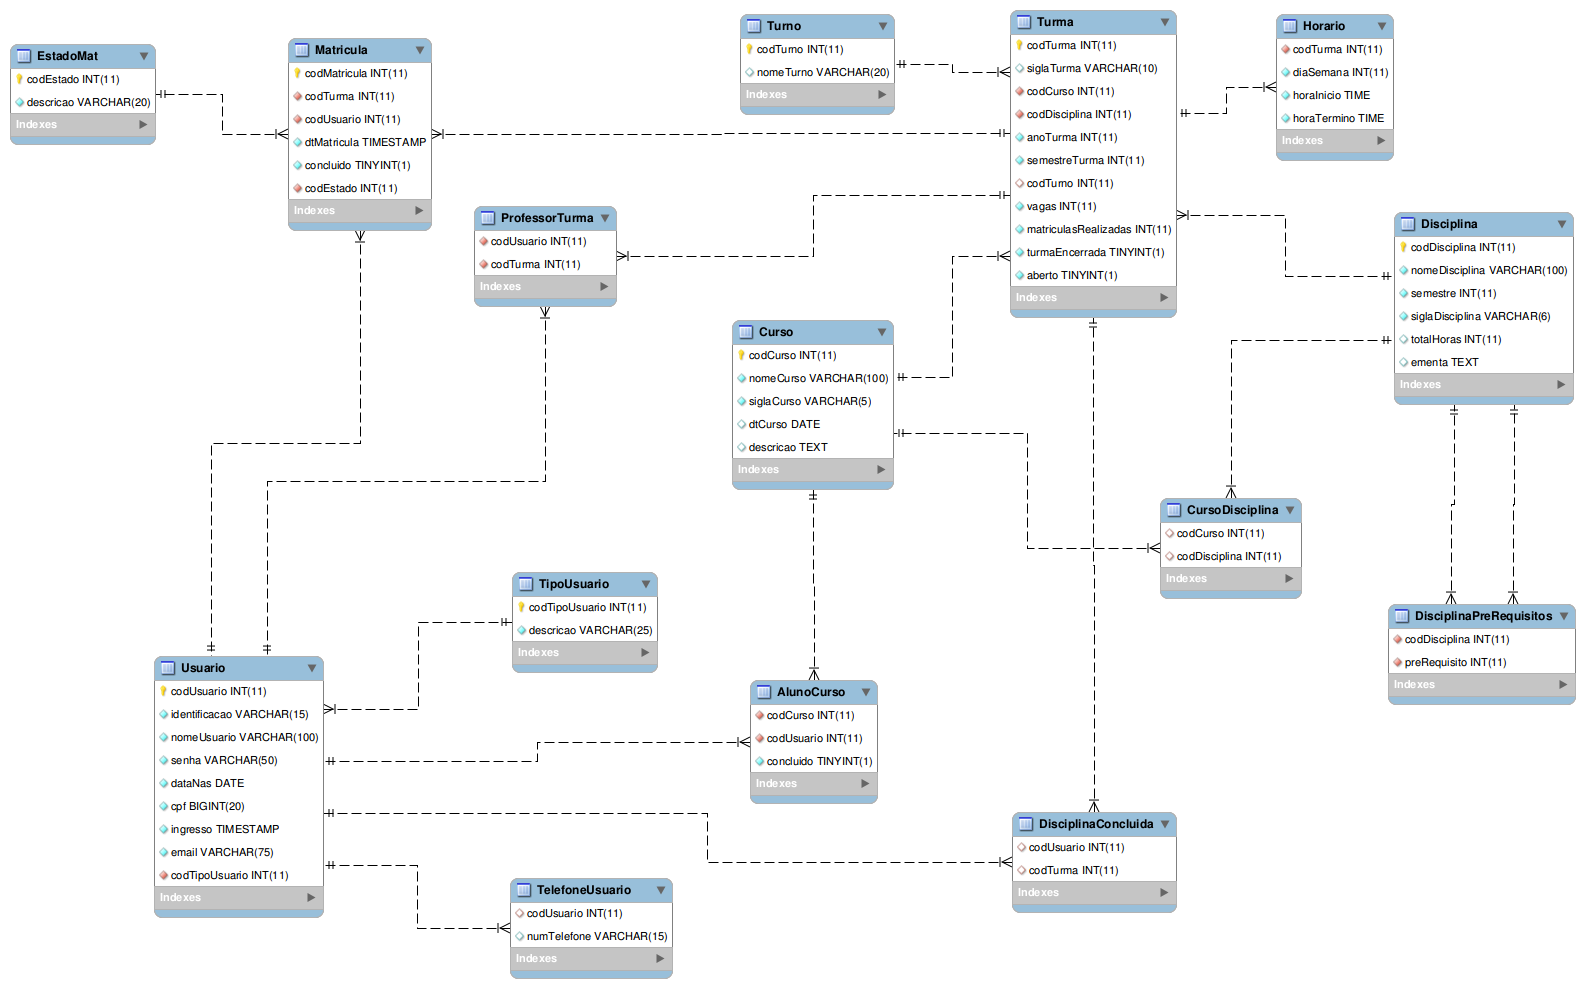 EstadoMat
codEstado INT(11)
descricao VARCHAR(20)
Indexes
Matricula
codMatricula INT(11)
codTurma INT(11)
codUsuario INT(11)
dtMatricula TIMESTAMP
concluido TINYINT(1)
codEstado INT(11)
Indexes
Turno
codTurno INT(11)
nomeTurno VARCHAR(20)
Indexes
Turma
codTurma INT(11)
siglaTurma VARCHAR(10)
codCurso INT(11)
codDisciplina INT(11)
anoTurma INT(11)
semestreTurma INT(11)
codTurno INT(11)
vagas INT(11)
matriculasRealizadas INT(11)
turmaEncerrada TINYINT(1)
aberto TINYINT(1)
Indexes
Horario
codTurma INT(11)
diaSemana INT(11)
horaInicio TIME
horaTermino TIME
Indexes
ProfessorTurma
codUsuario INT(11)
codTurma INT(11)
Indexes
Disciplina
codDisciplina INT(11)
nomeDisciplina VARCHAR(100)
semestre INT(11)
siglaDisciplina VARCHAR(6)
totalHoras INT(11)
ementa TEXT
Indexes
Curso
codCurso INT(11)
nomeCurso VARCHAR(100)
siglaCurso VARCHAR(5)
dtCurso DATE
descricao TEXT
Indexes
CursoDisciplina
codCurso INT(11)
codDisciplina INT(11)
Indexes
TipoUsuario
codTipoUsuario INT(11)
descricao VARCHAR(25)
Indexes
DisciplinaPreRequisitos
codDisciplina INT(11)
preRequisito INT(11)
Indexes
Usuario
codUsuario INT(11)
identificacao VARCHAR(15)
nomeUsuario VARCHAR(100)
senha VARCHAR(50)
dataNas DATE
cpf BIGINT(20)
ingresso TIMESTAMP
email VARCHAR(75)
codTipoUsuario INT(11)
Indexes
AlunoCurso
codCurso INT(11)
codUsuario INT(11)
concluido TINYINT(1)
Indexes
DisciplinaConcluida
codUsuario INT(11)
codTurma INT(11)
Indexes
TelefoneUsuario
codUsuario INT(11)
numTelefone VARCHAR(15)
Indexes